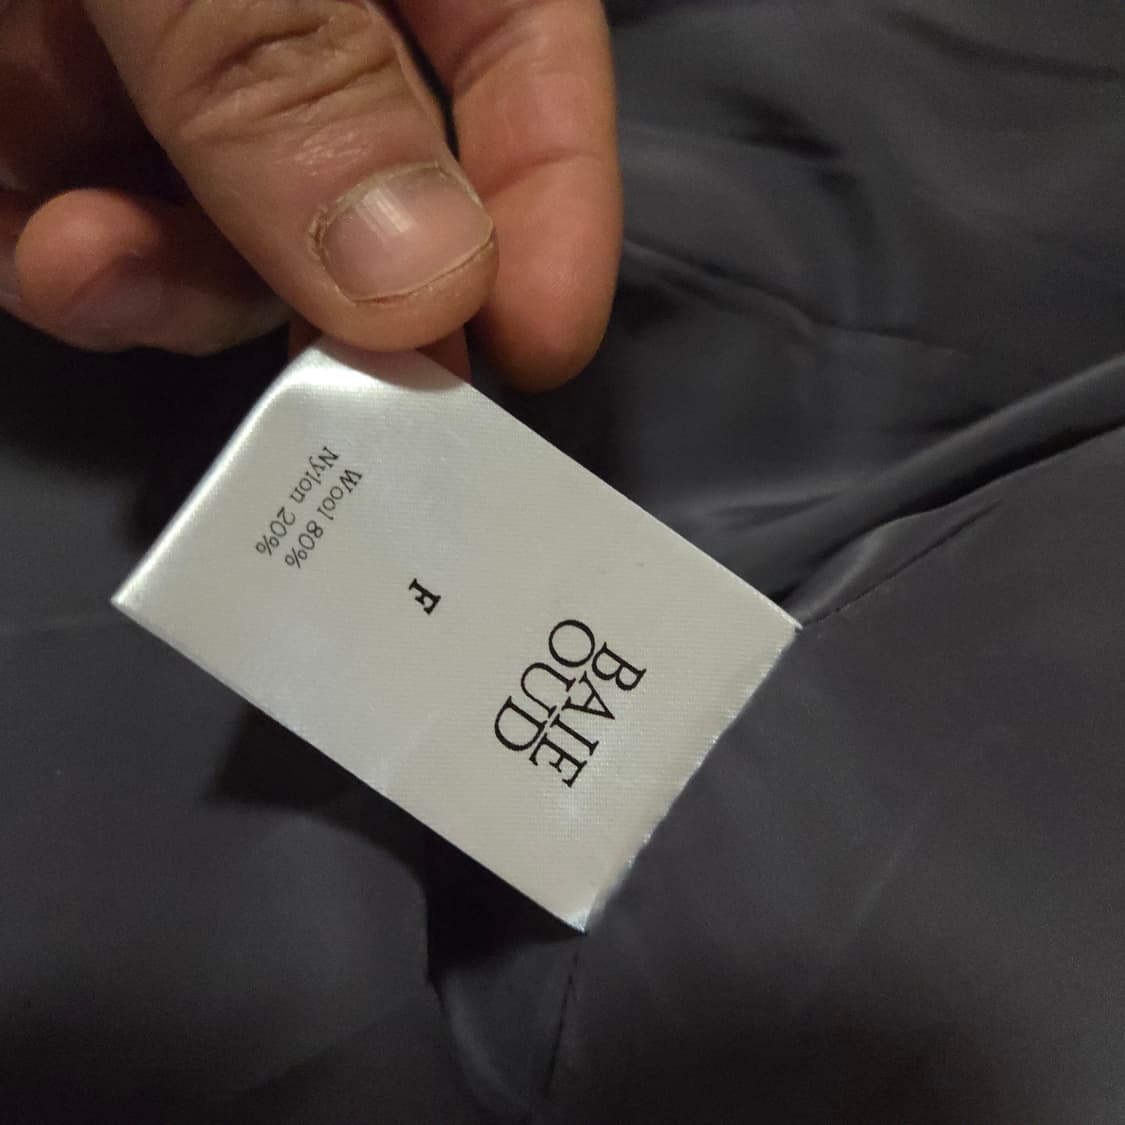 BAIE
OUD
F
Wool 80%
Nylon 20%